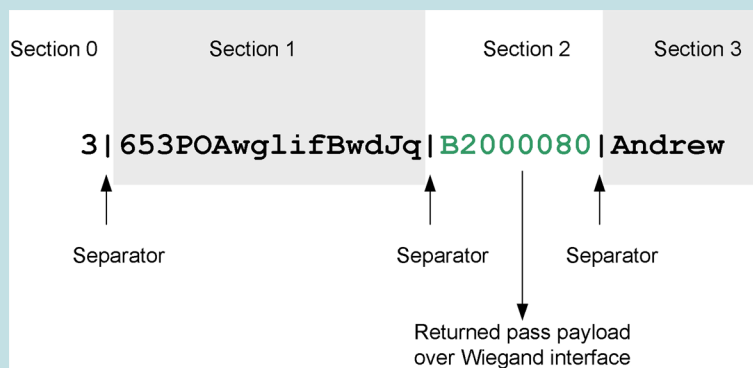 Section 0 Section 1 Section 2 Section 3
3|653POAwglifBwdJq|B2000080|Andrew
Separator Separator Separator
Returned pass payload
over Wiegand interface